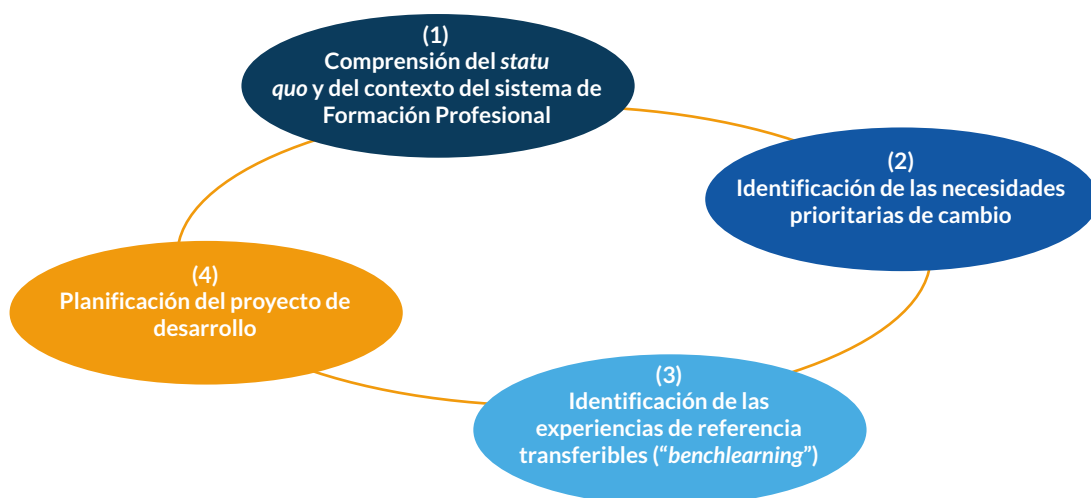 (1)
Comprensión del statu
quo y del contexto del sistema de
Formación Profesional
(2)
Identificación de las necesidades
prioritarias de cambio
(3)
Identificación de las
experiencias de referencia
transferibles (“benchlearning”)
(4)
Planificación del proyecto de
desarrollo